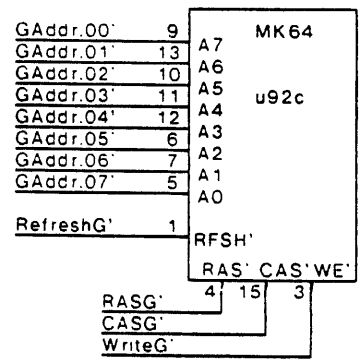 GAddr.00' 9 MK64
GAddr.01' 13 A7
GAddr.02' 10 A6
GAddr.03' 11 A5 u92c
GAddr.04' 12 A4
GAddr.05' 6 A3
GAddr.06' 7 A2
GAddr.07' 5 A1
A0
RefreshG' 1
RFSH'
RAS' CAS' WE'
4 15 3
RASG'
CASG'
WriteG'